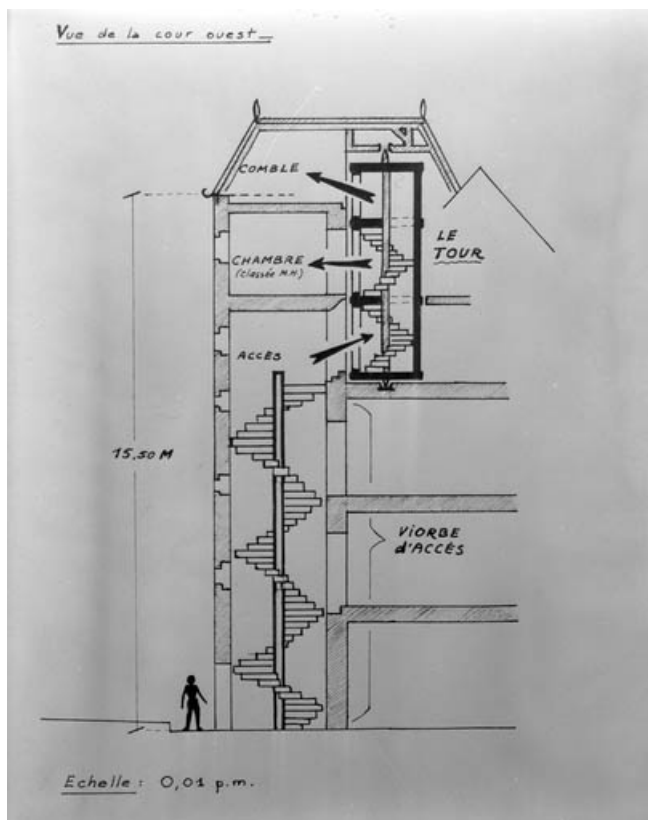 Vue de la cour ouest
COMBLE
LE
TOUR
CHAMBRE
(classée M.H.)
ACCÈS
15,50 M
VIORBE
d'ACCÈS
Echelle : 0,01 p.m.